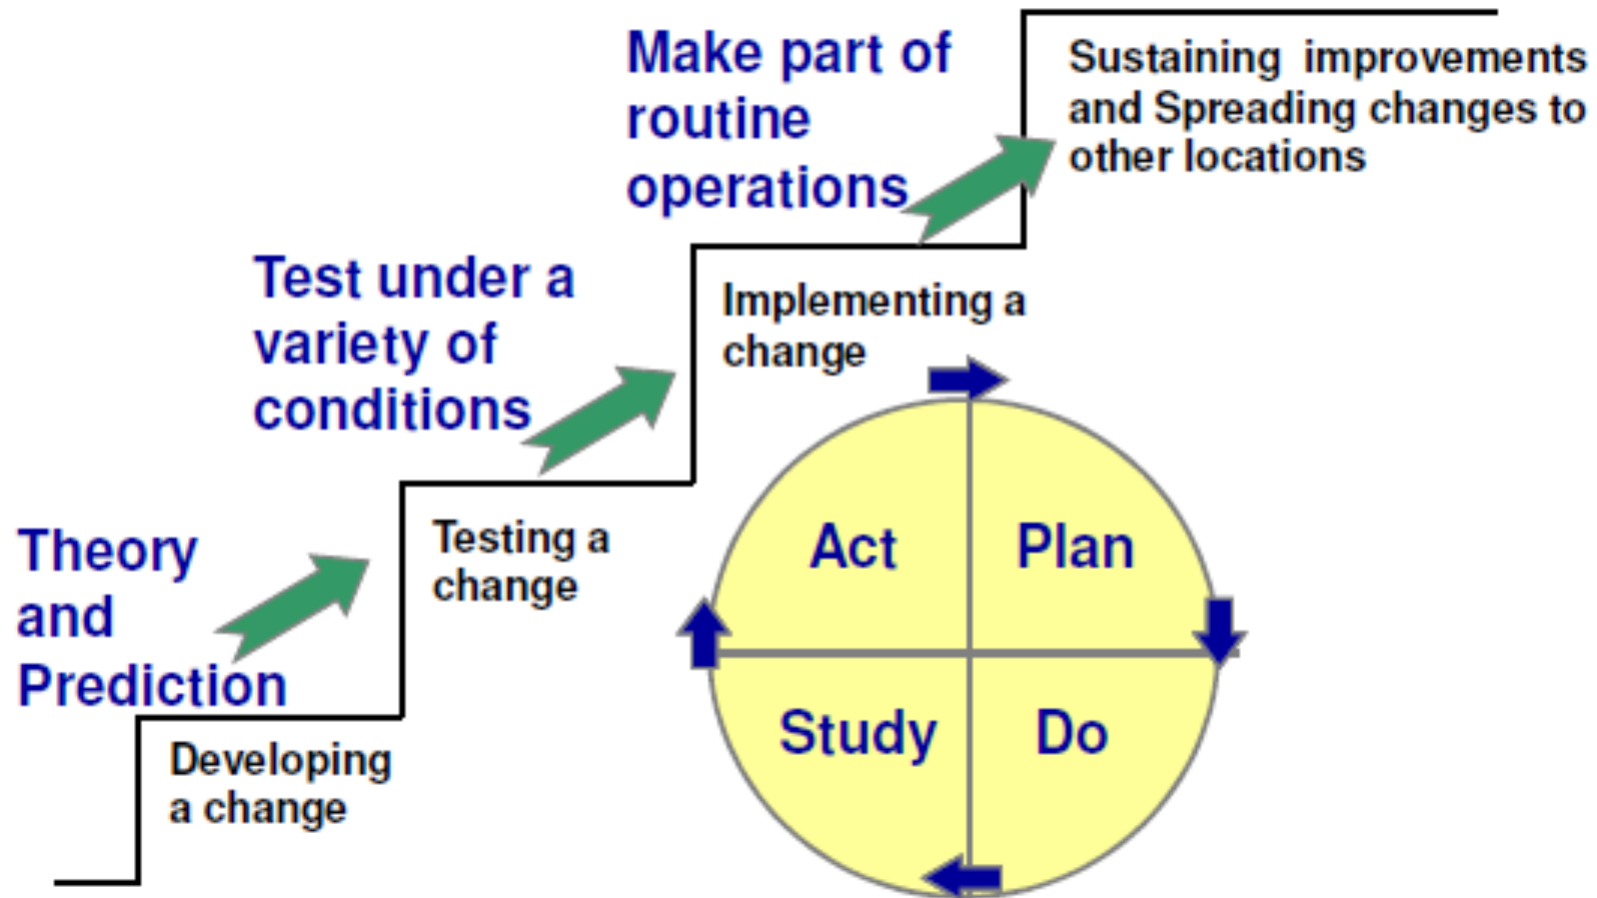 Make part of
routine
operations
Sustaining improvements
and Spreading changes to
other locations
Test under a
variety of
conditions
Implementing a
change
Theory
and
Prediction
Testing a
change
Developing
a change
Act
Plan
Study
Do